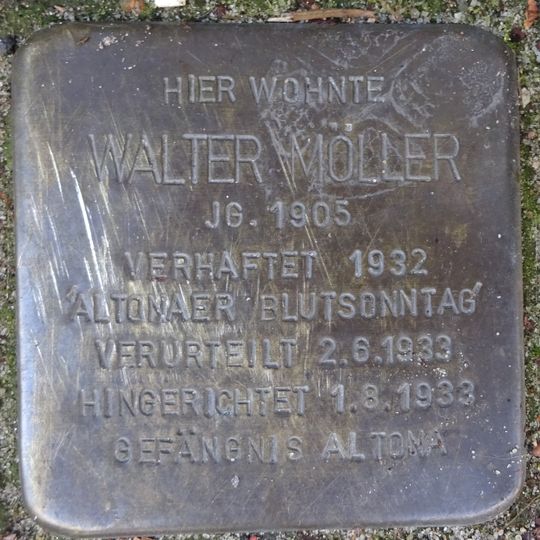 HIER WOHNTE
WALTER MÖLLER
JG. 1905
VERHAFTET 1932
'ALTONAER BLUTSONNTAG'
VERURTEILT 2.6.1933
HINGERICHTET 1.8.1933
GEFÄNGNIS ALTONA